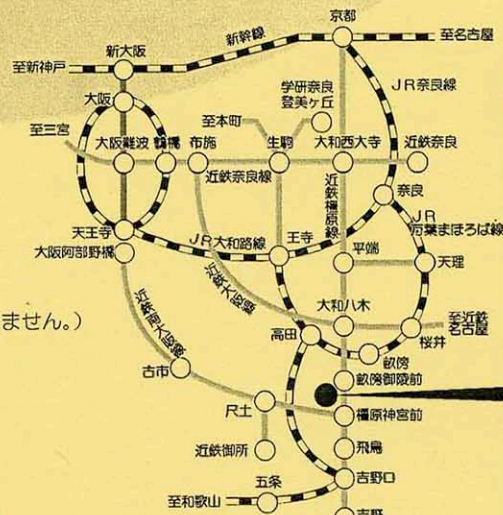 京都
新幹線
至名古屋
新大阪
至新神戸
JR奈良線
学研奈良
登美ヶ丘
大阪
至本町
至三宮
大阪難波
鶴橋
布施
生駒
大和西大寺
近鉄奈良
近鉄奈良線
近鉄橿原線
奈良
JR
万葉まほろば線
天王寺
JR大和路線
王寺
平端
天理
大阪阿部野橋
近鉄大阪線
近鉄南大阪線
ません。)
大和八木
至近鉄
名古屋
高田
桜井
畝傍
古市
畝傍御陵前
尺土
橿原神宮前
近鉄御所
飛鳥
五条
吉野口
至和歌山
吉野